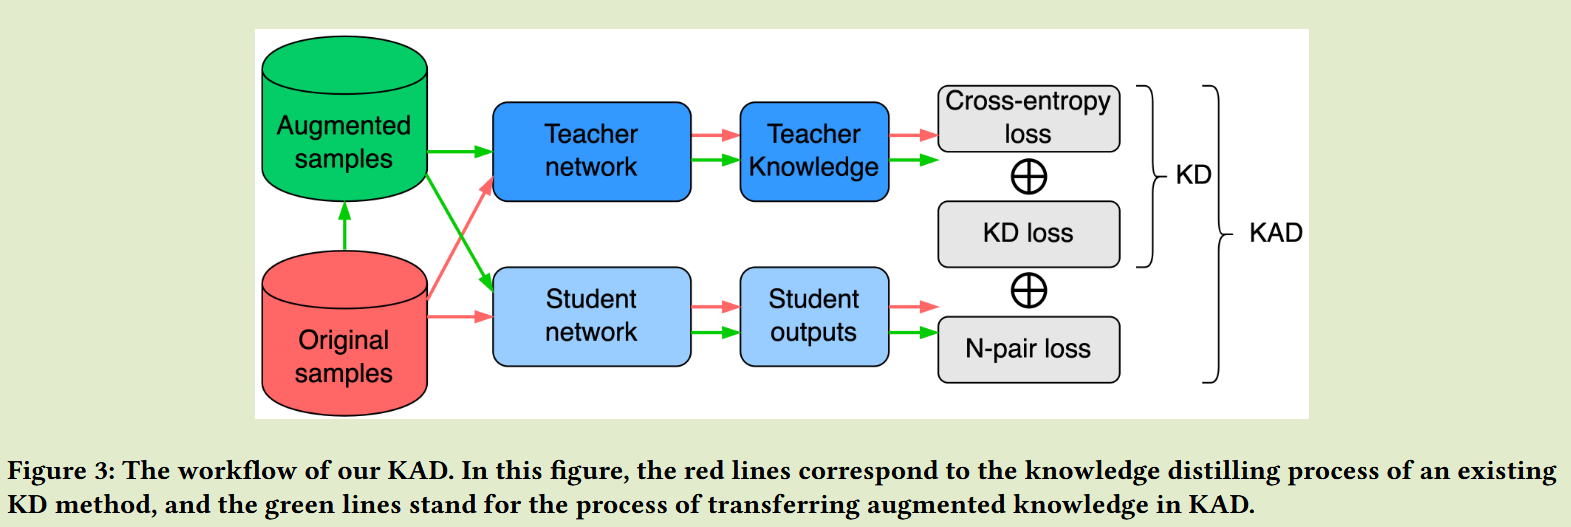 Augmented
samples
Original
samples
Teacher
network
Teacher
Knowledge
Student
network
Student
outputs
Cross-entropy
loss
KD loss
N-pair loss
KD
KAD
Figure 3: The workflow of our KAD. In this figure, the red lines correspond to the knowledge distilling process of an existing
KD method, and the green lines stand for the process of transferring augmented knowledge in KAD.